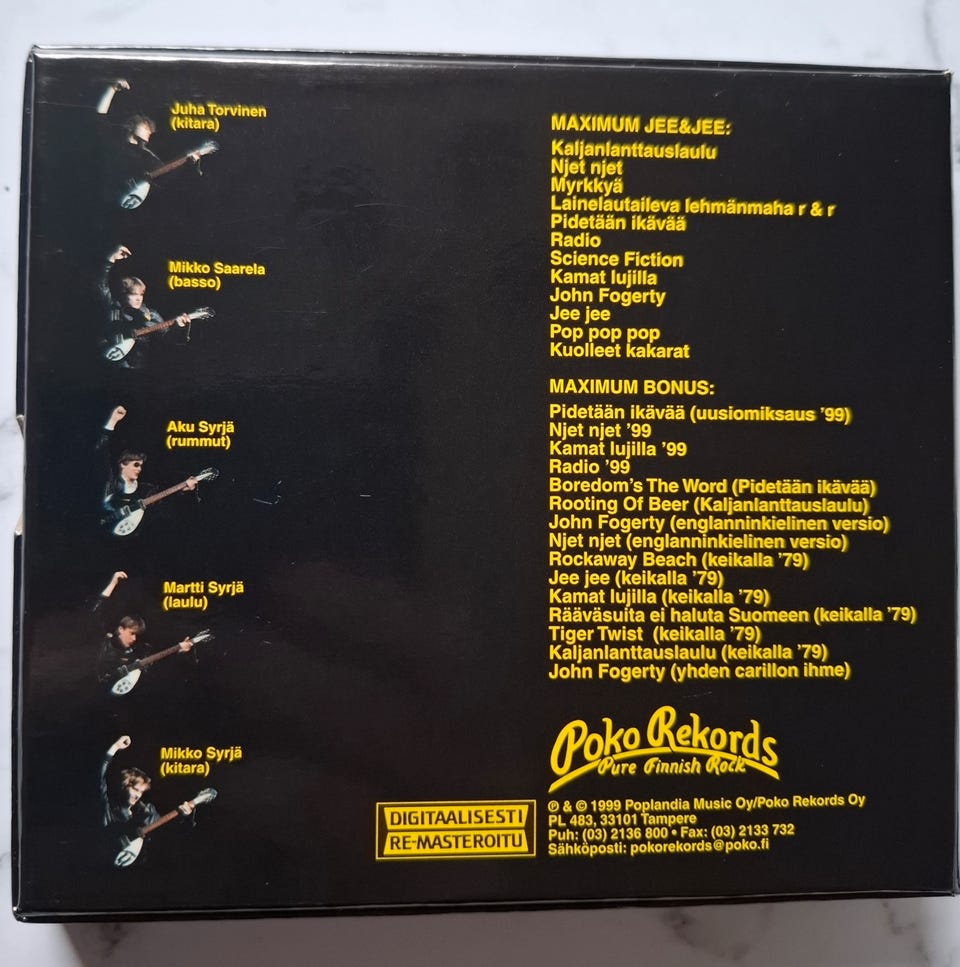 Juha Torvinen
(kitara)
Mikko Saarela
(basso)
Aku Syrjä
(rummut)
Martti Syrjä
(laulu)
Mikko Syrjä
(kitara)
MAXIMUM JEE&JEE:
Kaljanlanttauslaulu
Njet njet
Myrkkyä
Lainelautaileva lehmänmaha r & r
Pidetään ikävää
Radio
Science Fiction
Kamat lujilla
John Fogerty
Jee jee
Pop pop pop
Kuolleet kakarat
MAXIMUM BONUS:
Pidetään ikävää (uusiomiksaus ’99)
Njet njet ’99
Kamat lujilla ’99
Radio ’99
Boredom’s The Word (Pidetään ikävää)
Rooting Of Beer (Kaljanlanttauslaulu)
John Fogerty (englanninkielinen versio)
Njet njet (englanninkielinen versio)
Rockaway Beach (keikalla ’79)
Jee jee (keikalla ’79)
Kamat lujilla (keikalla ’79)
Rääväsuita ei haluta Suomeen (keikalla ’79)
Tiger Twist (keikalla ’79)
Kaljanlanttauslaulu (keikalla ’79)
John Fogerty (yhden carillon ihme)
Poko Rekords
Pure Finnish Rock
DIGITAALISESTI
RE-MASTEROITU
℗ & © 1999 Poplandia Music Oy/Poko Rekords Oy
PL 483, 33101 Tampere
Puh: (03) 2136 800 • Fax: (03) 2133 732
Sähköposti: pokorekords@poko.fi